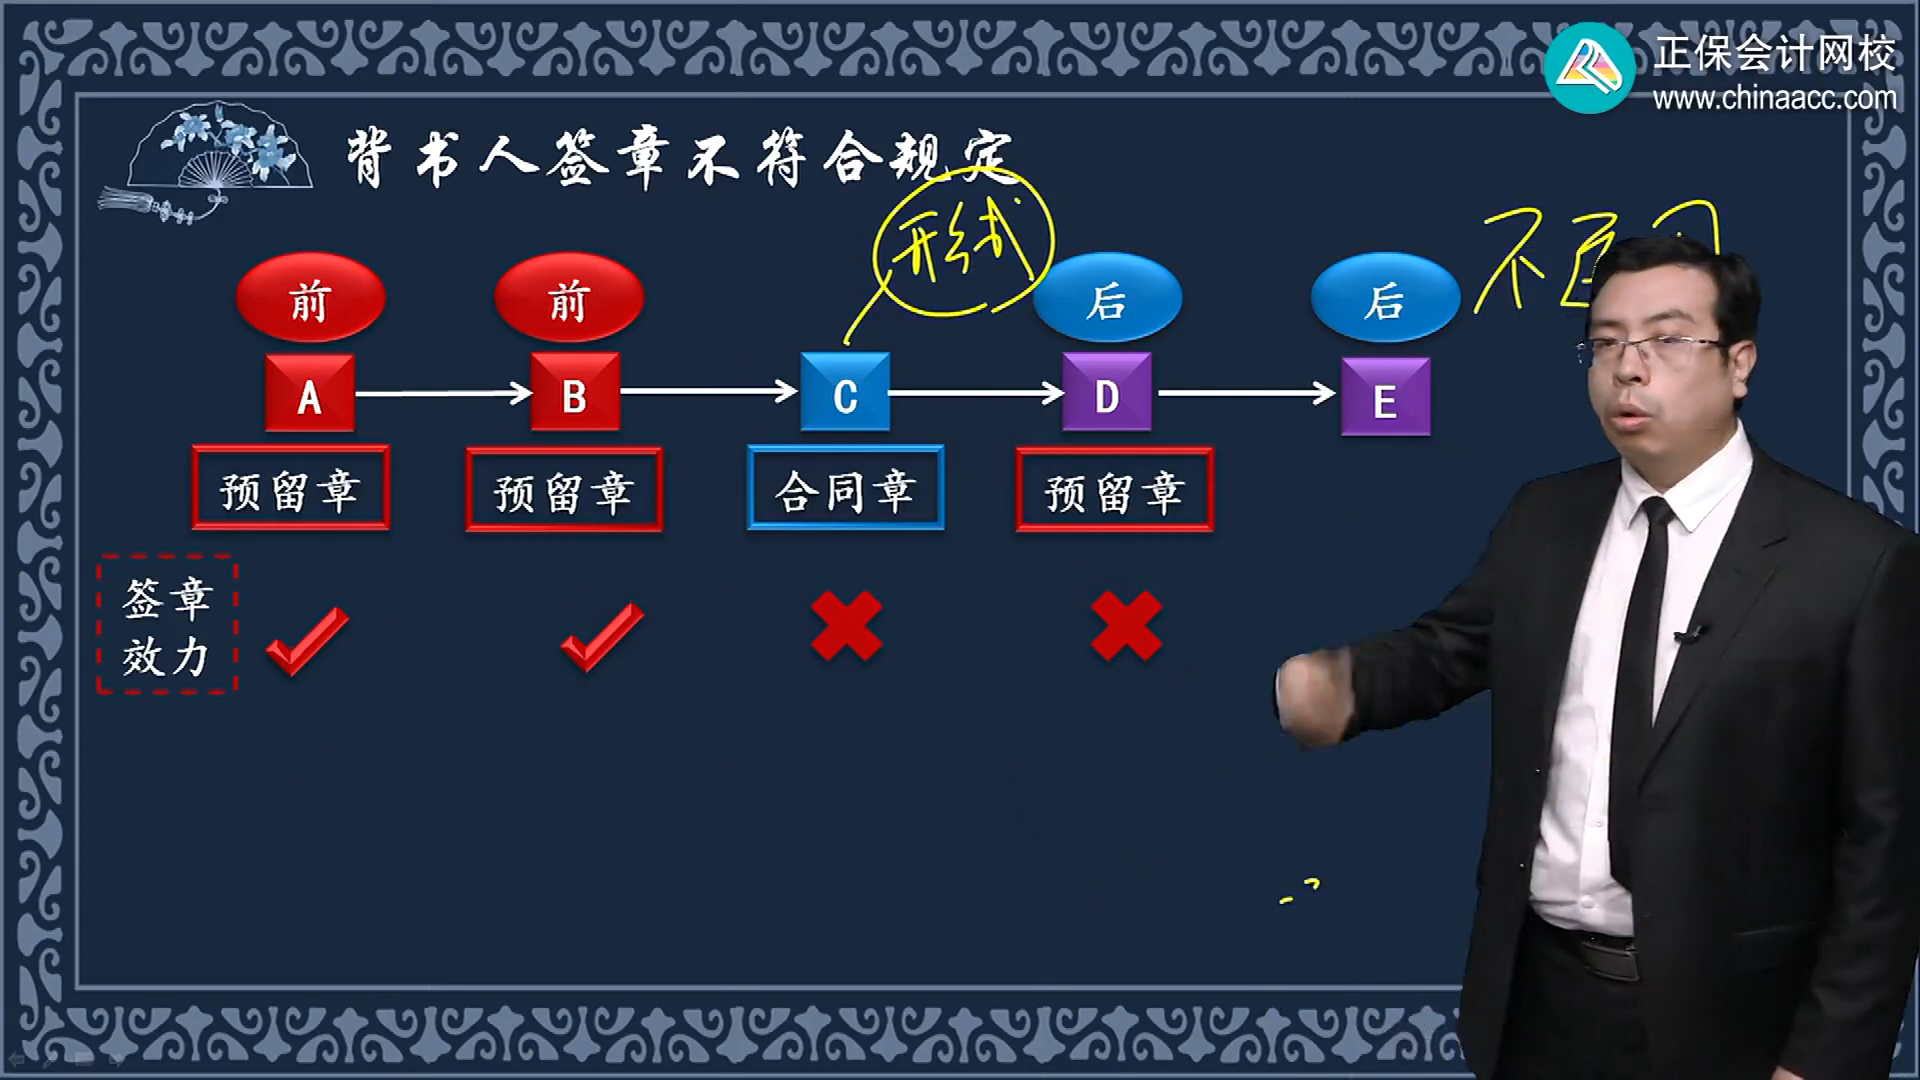 正保会计网校
www.chinaacc.com
背书人签章不符合规定
形式
不
前 前 后 后
A B C D E
预留章 预留章 合同章 预留章
签章
效力